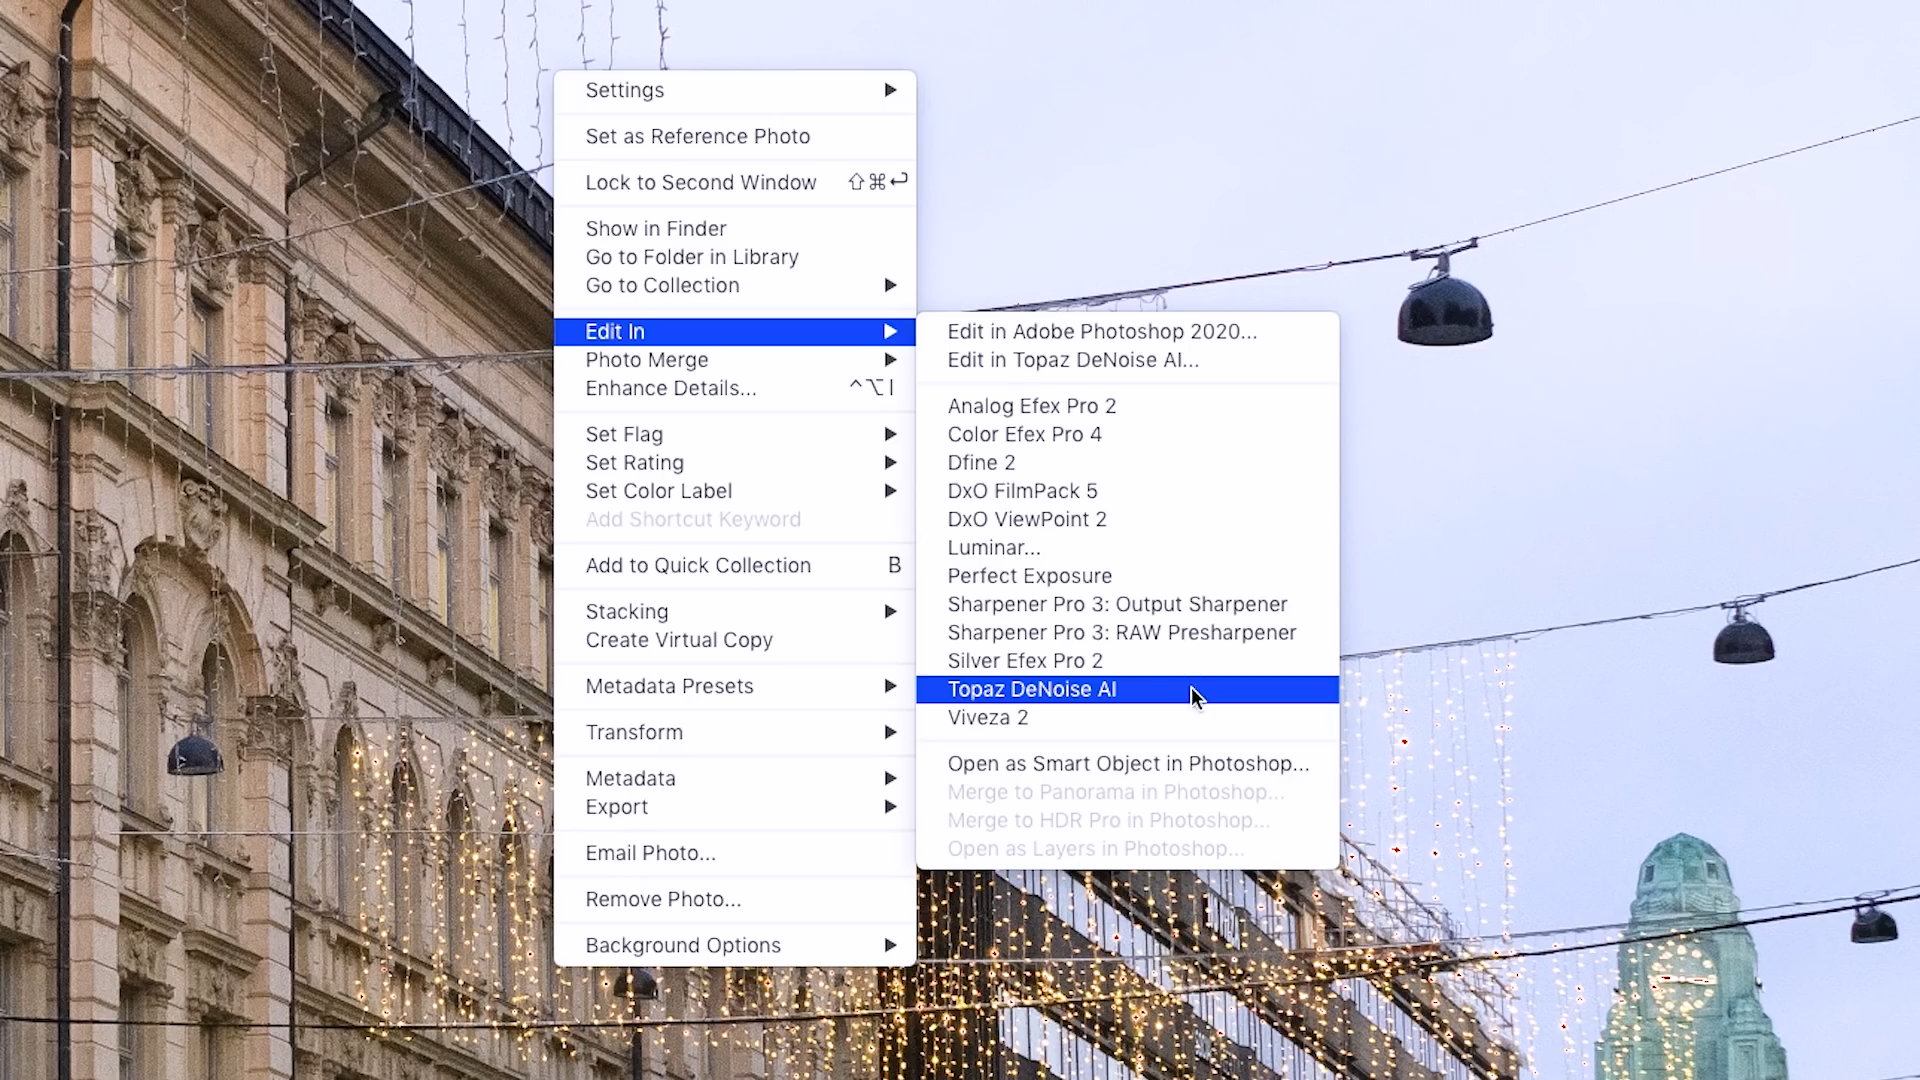 Settings ▶
Set as Reference Photo
Lock to Second Window ⇧⌘↩
Show in Finder
Go to Folder in Library
Go to Collection ▶
Edit In ▶
Photo Merge ▶
Enhance Details... ^⌥I
Set Flag ▶
Set Rating ▶
Set Color Label ▶
Add Shortcut Keyword
Add to Quick Collection B
Stacking ▶
Create Virtual Copy
Metadata Presets ▶
Transform ▶
Metadata ▶
Export ▶
Email Photo...
Remove Photo...
Background Options ▶
Edit in Adobe Photoshop 2020...
Edit in Topaz DeNoise AI...
Analog Efex Pro 2
Color Efex Pro 4
Dfine 2
DxO FilmPack 5
DxO ViewPoint 2
Luminar...
Perfect Exposure
Sharpener Pro 3: Output Sharpener
Sharpener Pro 3: RAW Presharpener
Silver Efex Pro 2
Topaz DeNoise AI
Viveza 2
Open as Smart Object in Photoshop...
Merge to Panorama in Photoshop...
Merge to HDR Pro in Photoshop...
Open as Layers in Photoshop...